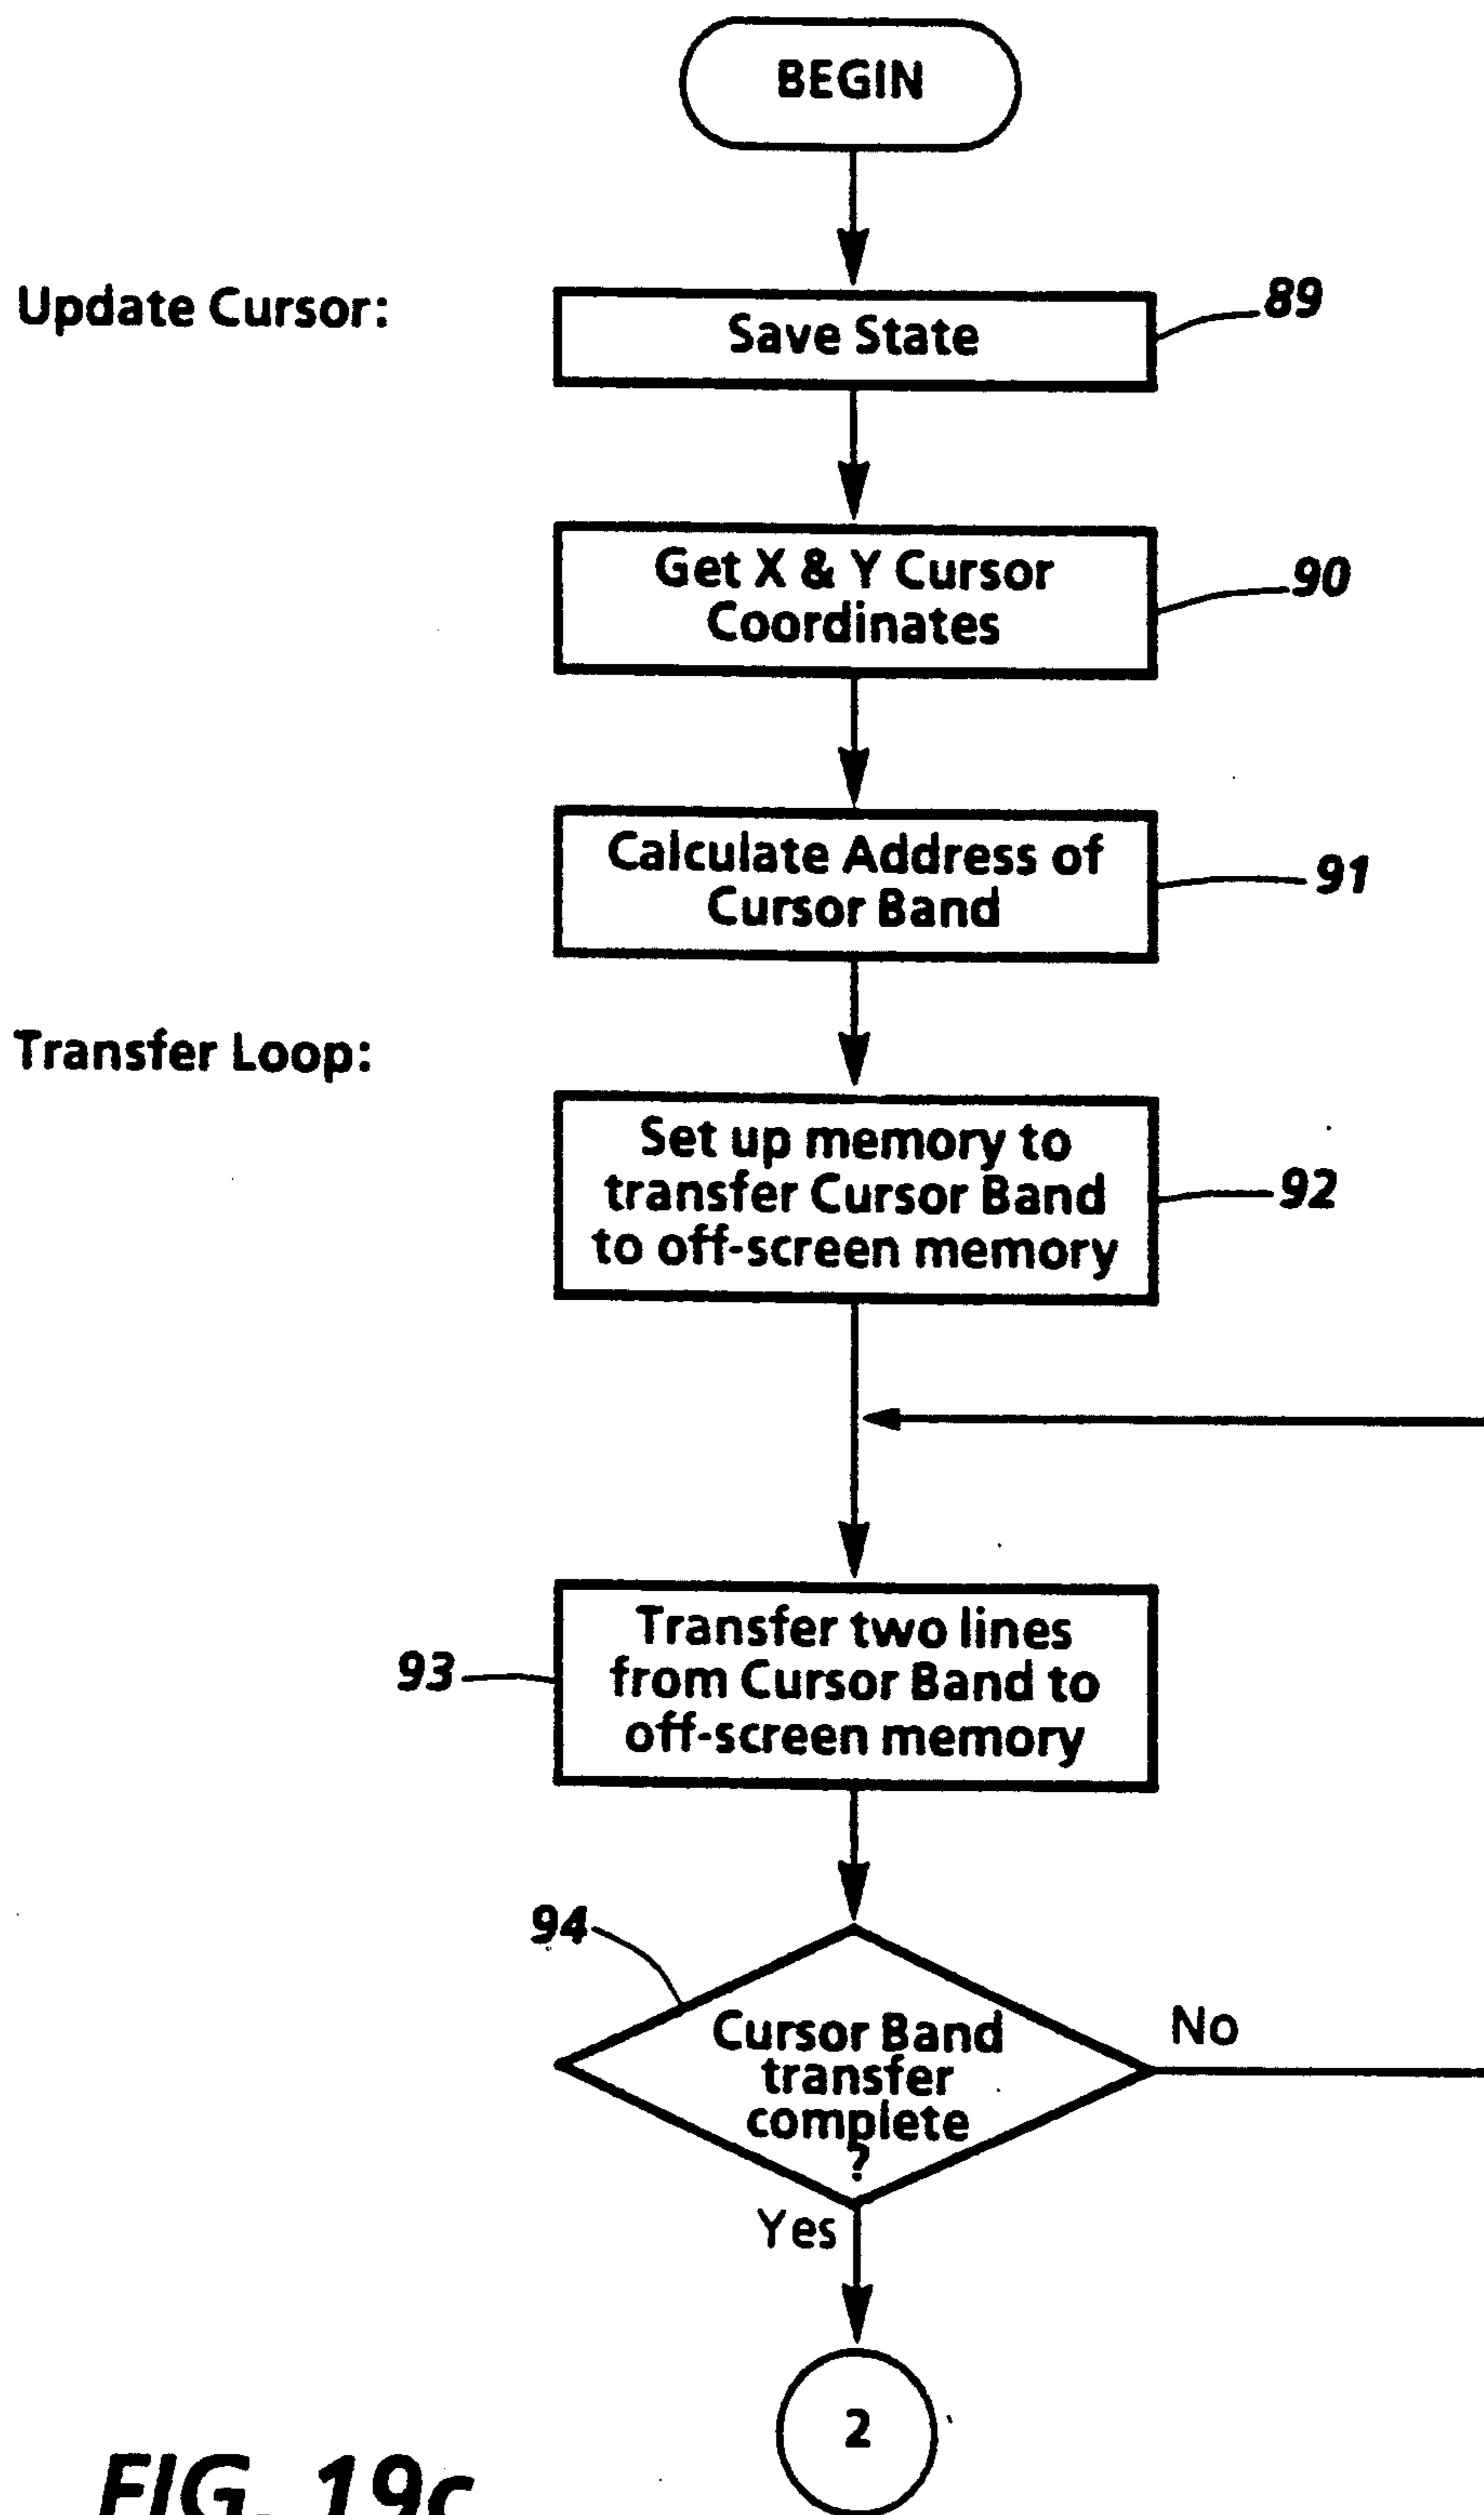 BEGIN
Update Cursor:
Save State
89
Get X & Y Cursor
Coordinates
90
Calculate Address of
Cursor Band
91
Transfer Loop:
Set up memory to
transfer Cursor Band
to off-screen memory
92
Transfer two lines
from Cursor Band to
off-screen memory
93
94
Cursor Band
transfer
complete
?
No
Yes
2
FIG. 19c